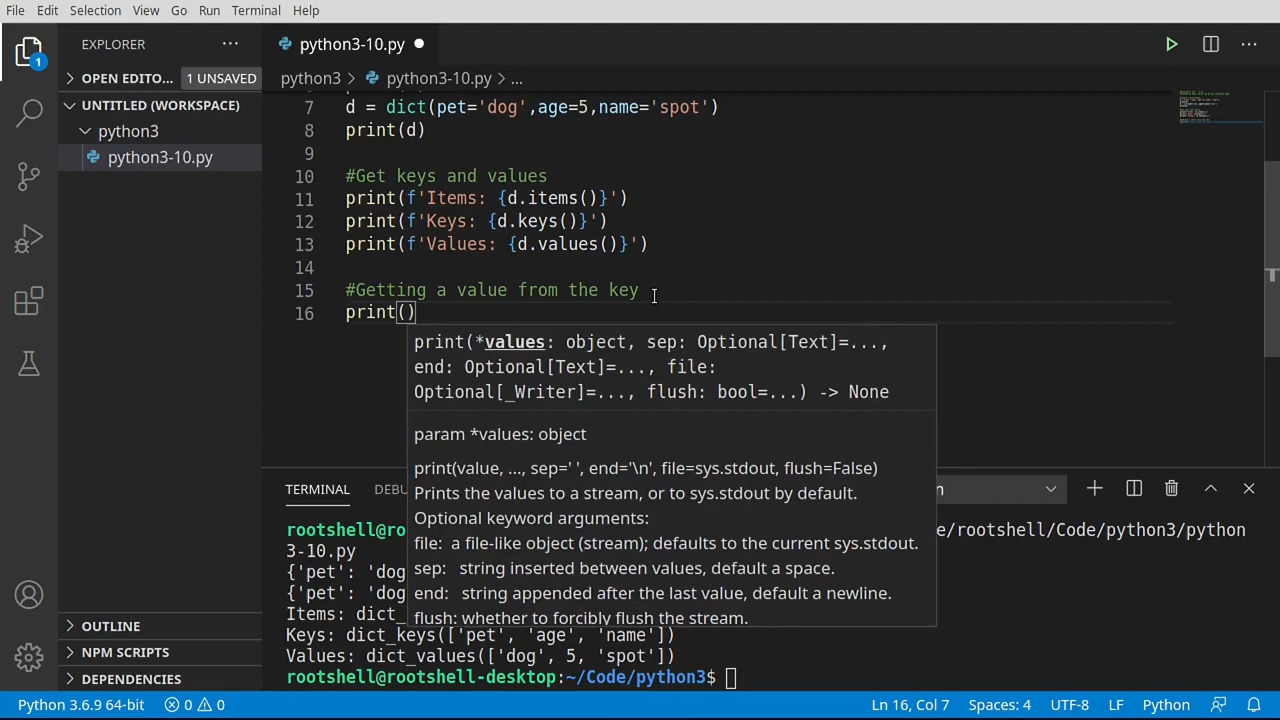 File Edit Selection View Go Run Terminal Help
EXPLORER
python3-10.py
1
OPEN EDITO... 1 UNSAVED
python3 > python3-10.py > ...
UNTITLED (WORKSPACE)
python3
python3-10.py
7 d = dict(pet='dog',age=5,name='spot')
8 print(d)
9
10 #Get keys and values
11 print(f'Items: {d.items()}')
12 print(f'Keys: {d.keys()}')
13 print(f'Values: {d.values()}')
14
15 #Getting a value from the key
16 print()
print(*values: object, sep: Optional[Text]=...,
end: Optional[Text]=..., file:
Optional[_Writer]=..., flush: bool=...) -> None
param *values: object
print(value, ..., sep=' ', end='\n', file=sys.stdout, flush=False)
Prints the values to a stream, or to sys.stdout by default.
Optional keyword arguments:
file: a file-like object (stream); defaults to the current sys.stdout.
sep: string inserted between values, default a space.
end: string appended after the last value, default a newline.
flush: whether to forcibly flush the stream.
TERMINAL DEBU n
rootshell@ro e/rootshell/Code/python3/python
3-10.py
{'pet': 'dog
{'pet': 'dog
Items: dict_
Keys: dict_keys(['pet', 'age', 'name'])
Values: dict_values(['dog', 5, 'spot'])
rootshell@rootshell-desktop:~/Code/python3$
OUTLINE
NPM SCRIPTS
DEPENDENCIES
Python 3.6.9 64-bit 0 0 Ln 16, Col 7 Spaces: 4 UTF-8 LF Python